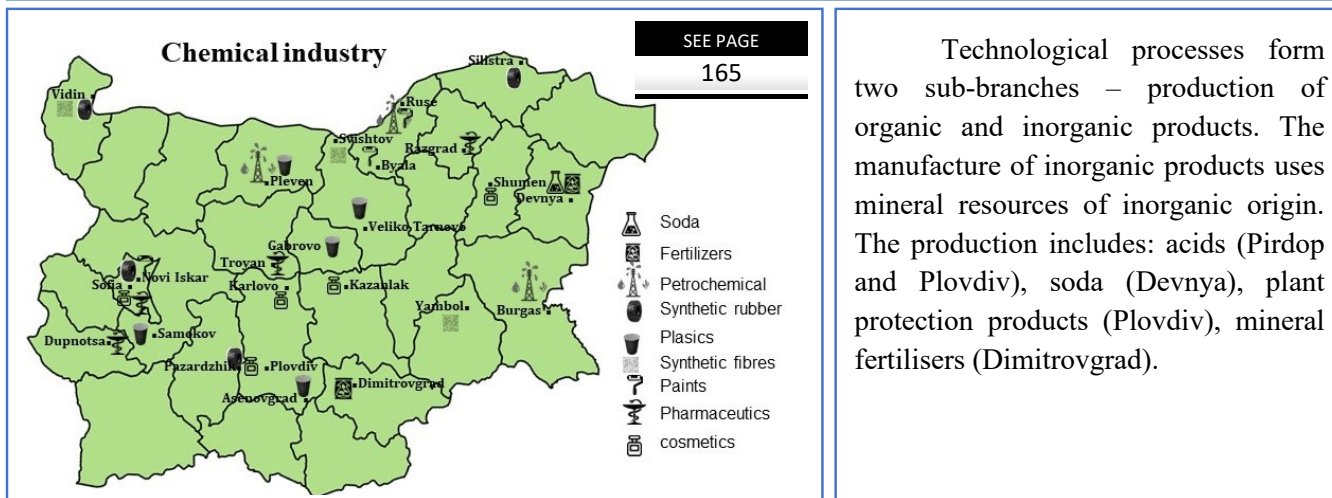 Chemical industry
SEE PAGE
165
Sillstra
Vidin
Ruse
Svishtov
Razgrad
Byala
Pleven
Shumen
Devnya
Veliko Tarnovo
Gabrovo
Troyan
Novi Iskar
Sofia
Karlovo
Kazanlak
Yambol
Burgas
Samokov
Dupnotsa
Pazardzhik
Plovdiv
Dimitrovgrad
Asenovgrad
Soda
Fertilizers
Petrochemical
Synthetic rubber
Plasics
Synthetic fibres
Paints
Pharmaceutics
cosmetics
Technological processes form
two sub-branches – production of
organic and inorganic products. The
manufacture of inorganic products uses
mineral resources of inorganic origin.
The production includes: acids (Pirdop
and Plovdiv), soda (Devnya), plant
protection products (Plovdiv), mineral
fertilisers (Dimitrovgrad).